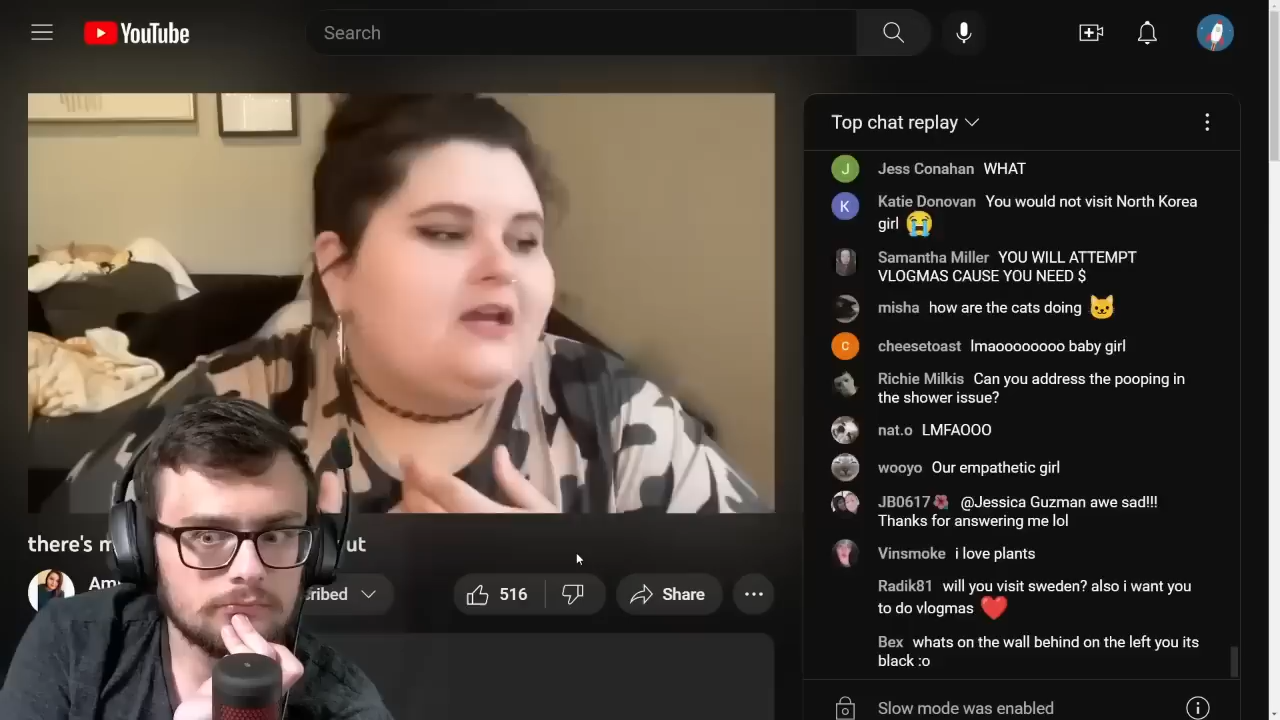 YouTube
Search
Top chat replay
J Jess Conahan WHAT
K Katie Donovan You would not visit North Korea
girl 😭
Samantha Miller YOU WILL ATTEMPT
VLOGMAS CAUSE YOU NEED $
misha how are the cats doing 🐱
c cheesetoast lmaoooooooo baby girl
Richie Milkis Can you address the pooping in
the shower issue?
nat.o LMFAOOO
wooyo Our empathetic girl
JB0617🌺 @Jessica Guzman awe sad!!!
Thanks for answering me lol
Vinsmoke i love plants
Radik81 will you visit sweden? also i want you
to do vlogmas ❤️
Bex whats on the wall behind on the left you its
black :o
Slow mode was enabled
there's m
ut
Am
ribed
516
Share